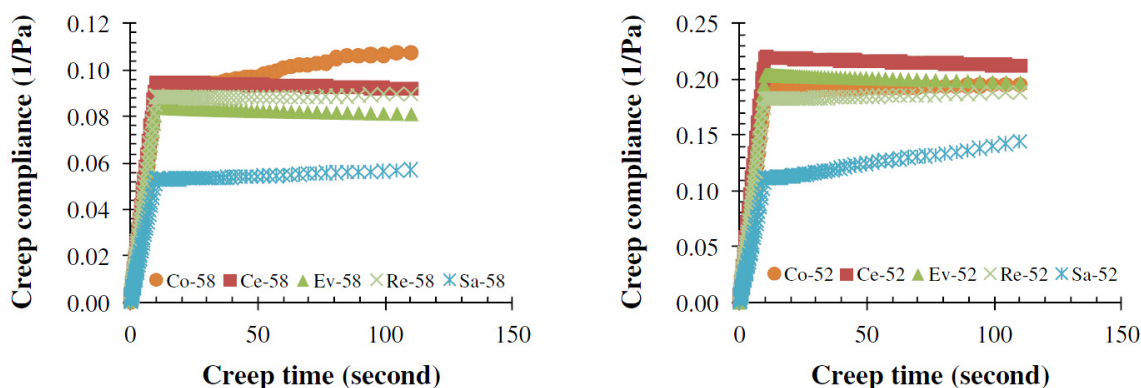 Creep compliance (1/Pa)
0.12
0.10
0.08
0.06
0.04
0.02
0.00
Co-58 Ce-58 Ev-58 Re-58 Sa-58
0 50 100 150
Creep time (second)
Creep compliance (1/Pa)
0.25
0.20
0.15
0.10
0.05
0.00
Co-52 Ce-52 Ev-52 Re-52 Sa-52
0 50 100 150
Creep time (second)